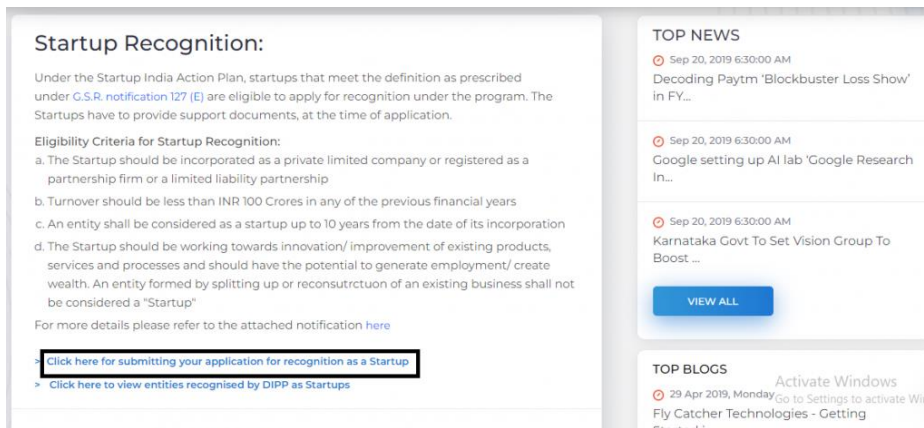 Startup Recognition:
Under the Startup India Action Plan, startups that meet the definition as prescribed
under G.S.R. notification 127 (E) are eligible to apply for recognition under the program. The
Startups have to provide support documents, at the time of application.
Eligibility Criteria for Startup Recognition:
a. The Startup should be incorporated as a private limited company or registered as a
partnership firm or a limited liability partnership
b. Turnover should be less than INR 100 Crores in any of the previous financial years
c. An entity shall be considered as a startup up to 10 years from the date of its incorporation
d. The Startup should be working towards innovation/ improvement of existing products,
services and processes and should have the potential to generate employment/ create
wealth. An entity formed by splitting up or reconsutrctuon of an existing business shall not
be considered a "Startup"
For more details please refer to the attached notification here
> Click here for submitting your application for recognition as a Startup
> Click here to view entities recognised by DIPP as Startups
TOP NEWS
Sep 20, 2019 6:30:00 AM
Decoding Paytm 'Blockbuster Loss Show'
in FY...
Sep 20, 2019 6:30:00 AM
Google setting up AI lab 'Google Research
In...
Sep 20, 2019 6:30:00 AM
Karnataka Govt To Set Vision Group To
Boost ...
VIEW ALL
TOP BLOGS
Activate Windows
29 Apr 2019, Monday
Go to Settings to activate
Fly Catcher Technologies - Getting